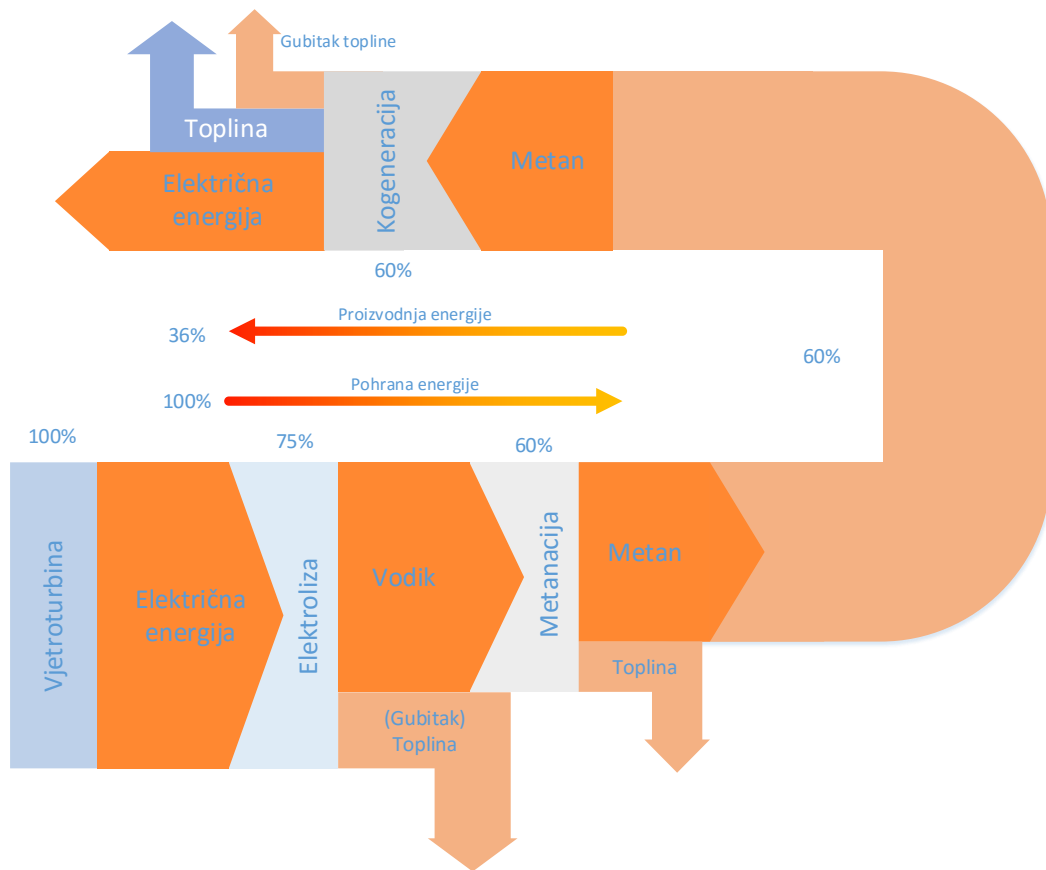 Gubitak topline
Toplina
Kogeneracija
Metan
Električna
energija
60%
Proizvodnja energije
36%
60%
Pohrana energije
100%
100%
75%
60%
Vjetroturbina
Električna
energija
Elektroliza
Vodik
Metanacija
Metan
Toplina
(Gubitak)
Toplina